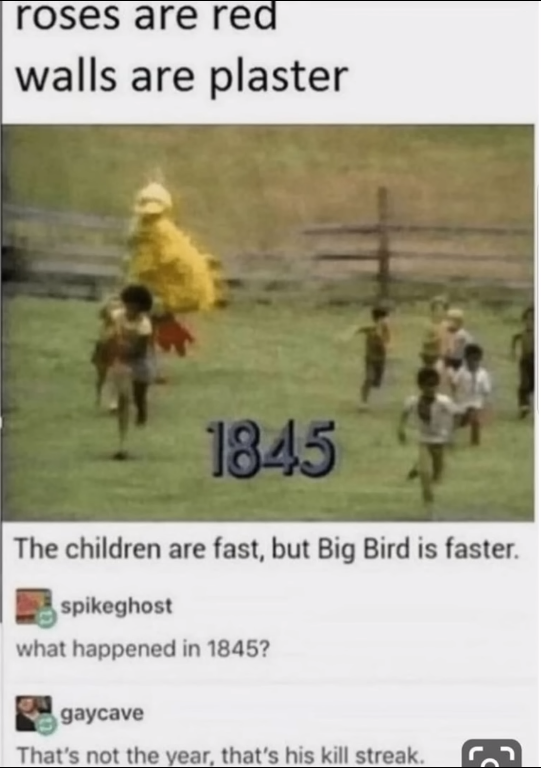 roses are red
walls are plaster
1845
The children are fast, but Big Bird is faster.
spikeghost
what happened in 1845?
gaycave
That's not the year, that's his kill streak.